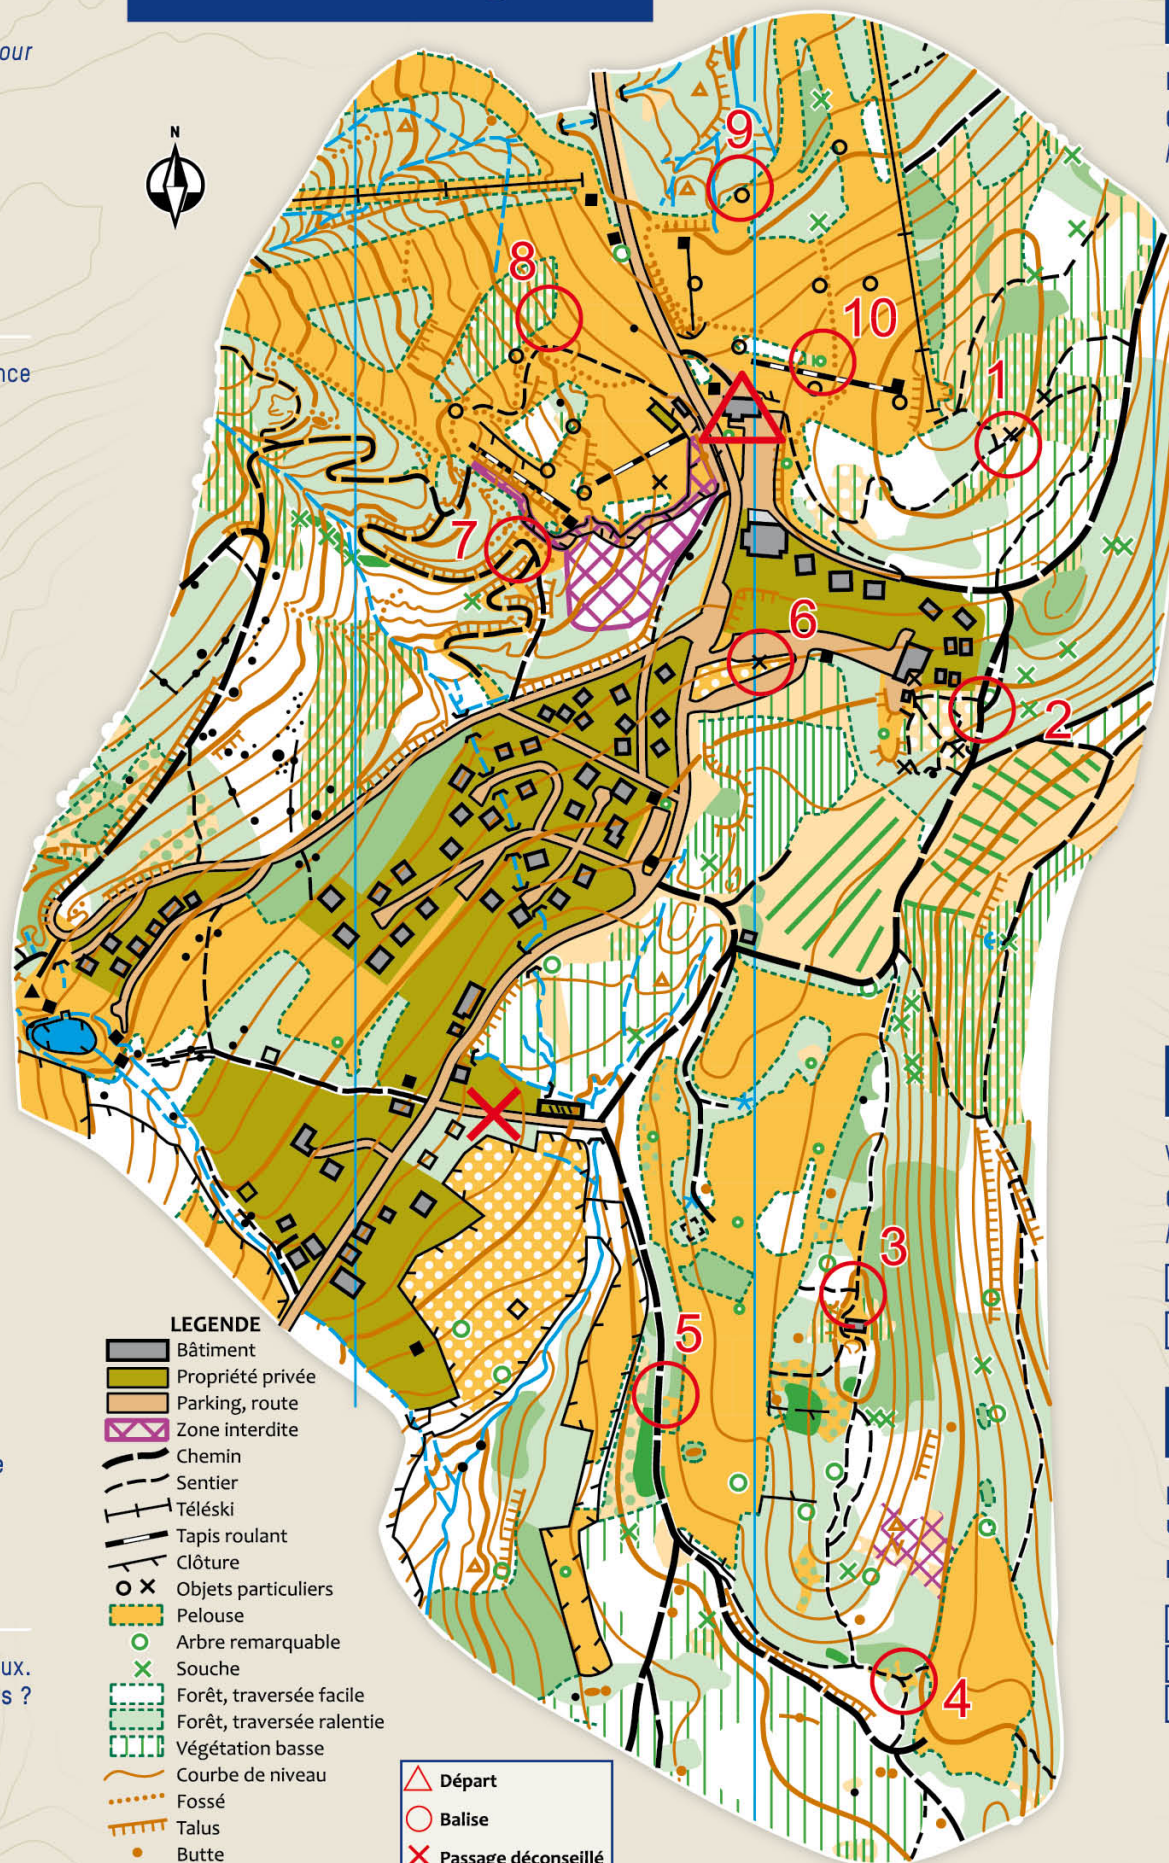 our
nce
e
ux.
s ?
N
9
8
10
1
7
6
2
3
5
4
LEGENDE
Bâtiment
Propriété privée
Parking, route
Zone interdite
Chemin
Sentier
Téléski
Tapis roulant
Clôture
Objets particuliers
Pelouse
Arbre remarquable
Souche
Forêt, traversée facile
Forêt, traversée ralentie
Végétation basse
Courbe de niveau
Fossé
Talus
Butte
Départ
Balise
Passage déconseillé